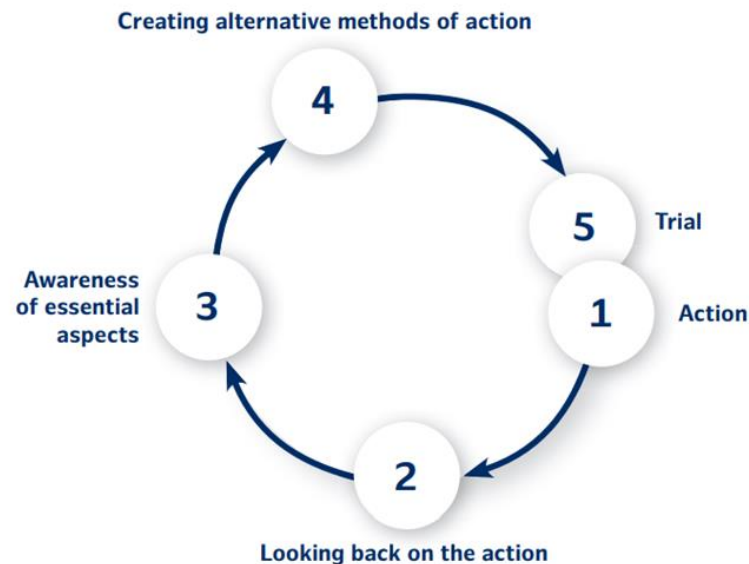 Creating alternative methods of action
4
5
Trial
1
Action
Awareness
of essential
aspects
3
2
Looking back on the action